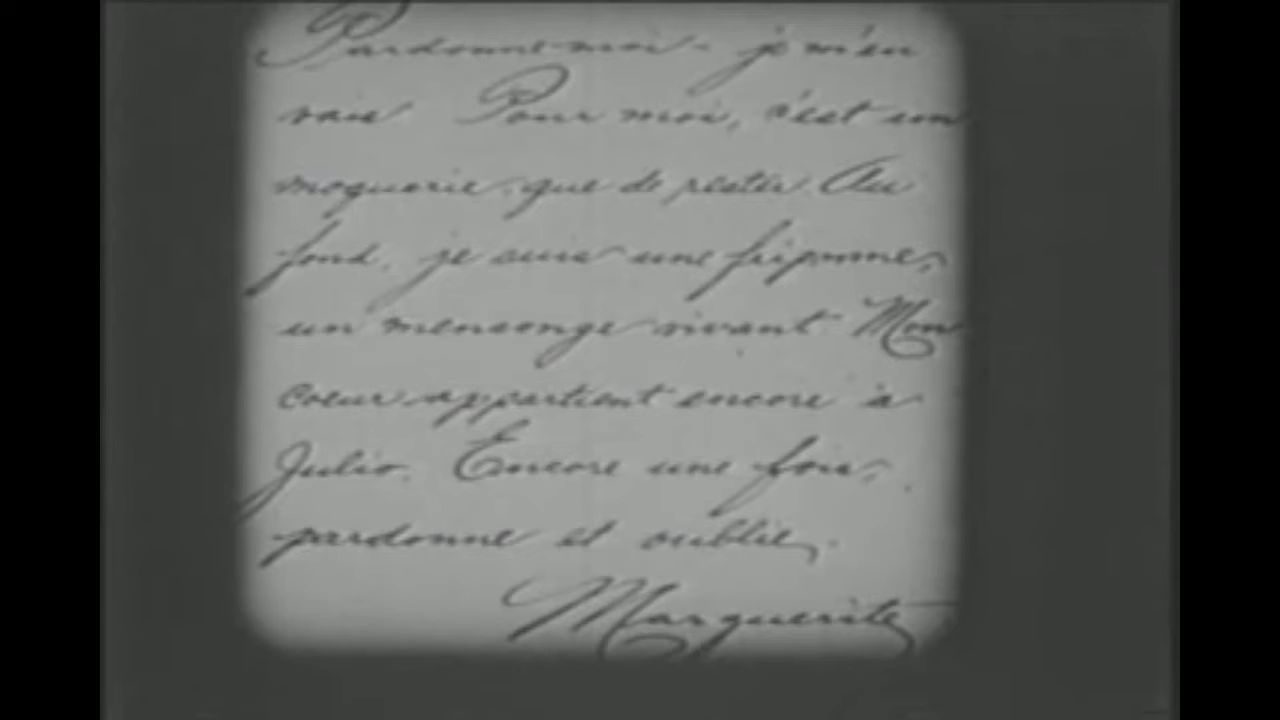 Pardonne-moi - je m'en
vais Pour moi, c'est un
moquerie, que de rester. Au
fond, je suis une friponne,
un mensonge vivant Mon
coeur appartient encore à
Julio. Encore une fois,
pardonne et oublie.
Marguerite